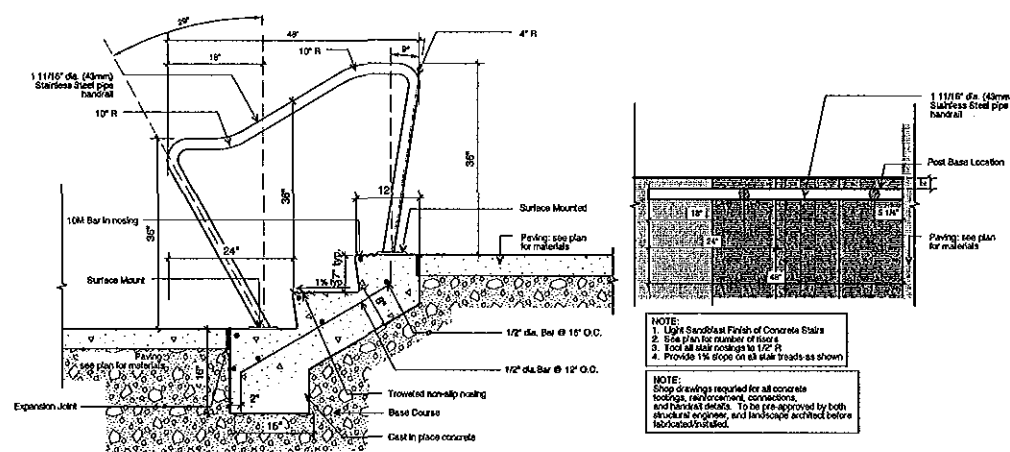 29"
48"
18"
9"
4" R
10" R
1 11/16" dia. (43mm)
Stainless Steel pipe
handrail
10" R
36"
36"
36"
12"
10M Bar in nosing
24"
Surface Mounted
Paving: see plan
for materials
Surface Mount
1% typ
7" typ
8"
1/2" dia. Bar @ 16" O.C.
1/2" dia.Bar @ 12" O.C.
Paving:
see plan for materials
16"
Expansion Joint
2"
15"
Troweled non-slip nosing
Base Course
Cast in place concrete
1 11/16" dia. (43mm
Stainless Steel pipe
handrail
Post Base Location
18"
24"
48"
5 1/4"
Paving: see plan
for materials
NOTE:
1. Light Sandblast Finish of Concrete Stairs
2. See plan for number of risers
3. Tool all stair nosings to 1/2" R
4. Provide 1% slope on all stair treads as shown
NOTE:
Shop drawings requried for all concrete
footings, reinforcement, connections,
and handrail details. To be pre-approved by both
structural engineer, and landscape architect before
fabricated/installed.